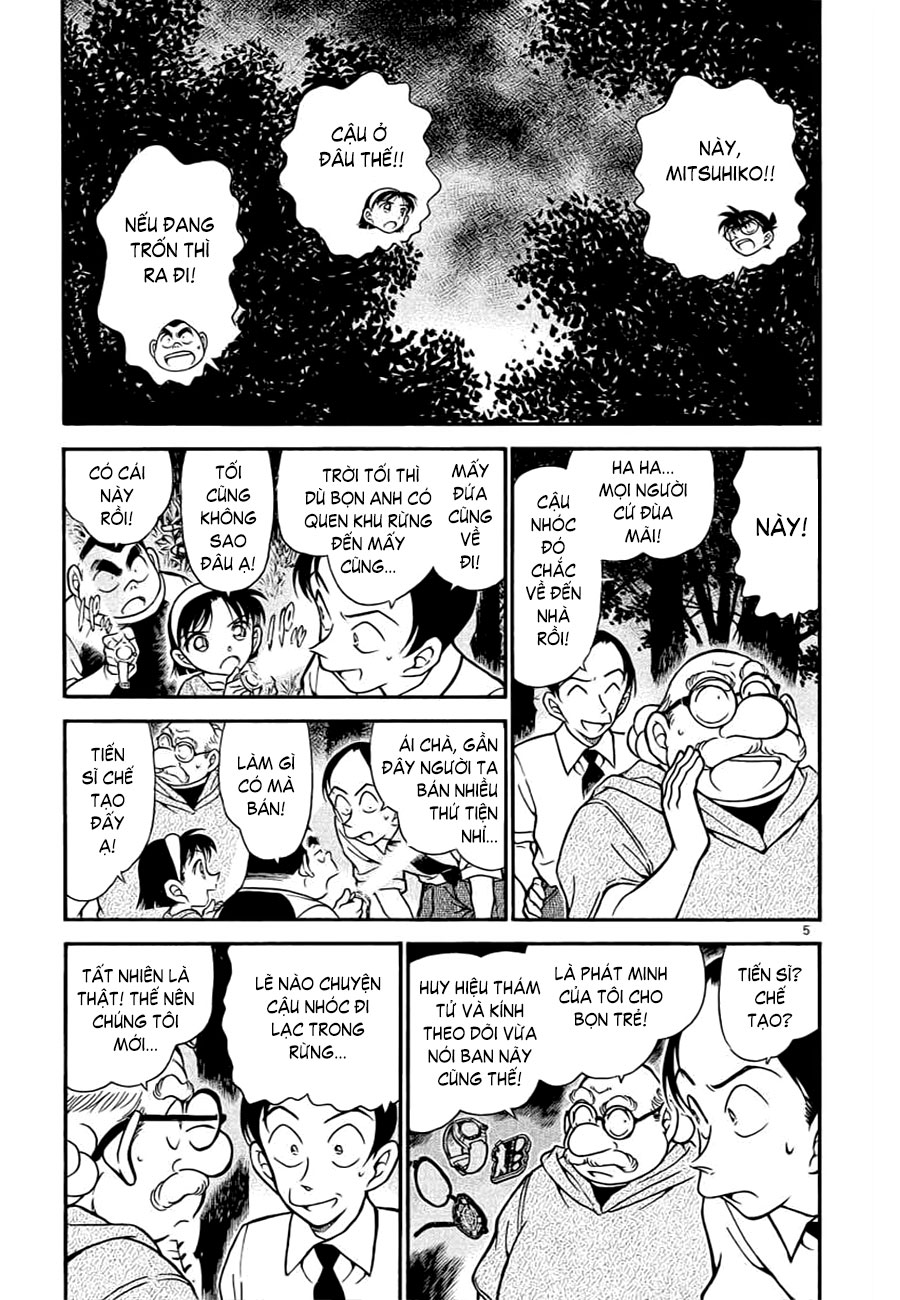 NÀY,
MITSUHIKO!!
CẬU Ở
ĐÂU THẾ!!
NẾU ĐANG
TRỐN THÌ
RA ĐI!
NÀY!
HA HA...
MỌI NGƯỜI
CỨ ĐÙA
MÃI!
CẬU
NHÓC
ĐÓ
CHẮC
VỀ ĐẾN
NHÀ
RỒI!
MẤY
ĐỨA
CŨNG
VỀ
ĐI!
TRỜI TỐI THÌ
DÙ BỌN ANH CÓ
QUEN KHU RỪNG
ĐẾN MẤY
CŨNG...
TỐI
CŨNG
KHÔNG
SAO
ĐÂU Ạ!
CÓ CÁI
NÀY
RỒI!
ÁI CHÀ, GẦN
ĐÂY NGƯỜI TA
BÁN NHIỀU
THỨ TIỆN
NHỈ...
LÀM GÌ
CÓ MÀ
BÁN!
TIẾN
SĨ CHẾ
TẠO
ĐẤY
Ạ!
5
TIẾN SĨ?
CHẾ
TẠO?
LÀ PHÁT MINH
CỦA TÔI CHO
BỌN TRẺ!
HUY HIỆU THÁM
TỬ VÀ KÍNH
THEO DÕI VỪA
NÓI BAN NÃY
CŨNG THẾ!
LẼ NÀO CHUYỆN
CẬU NHÓC ĐI
LẠC TRONG
RỪNG...
TẤT NHIÊN LÀ
THẬT! THẾ NÊN
CHÚNG TÔI
MỚI...